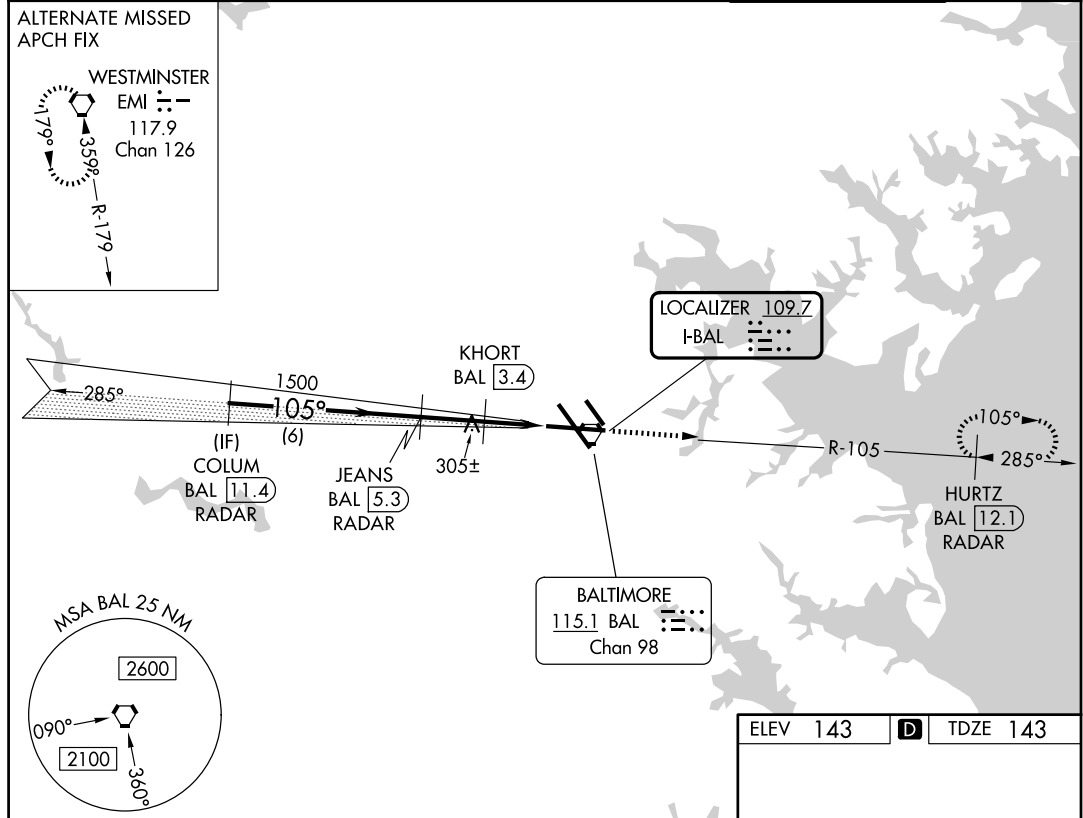 ALTERNATE MISSED
APCH FIX
WESTMINSTER
EMI
117.9
Chan 126
179°
359°
R-179
LOCALIZER 109.7
I-BAL
KHORT
BAL 3.4
285°
1500
105°
(6)
(IF)
COLUM
BAL 11.4
RADAR
JEANS
BAL 5.3
RADAR
305±
R-105
105°
285°
HURTZ
BAL 12.1
RADAR
BALTIMORE
115.1 BAL
Chan 98
MSA BAL 25 NM
2600
090°
2100
360°
ELEV 143 D TDZE 143